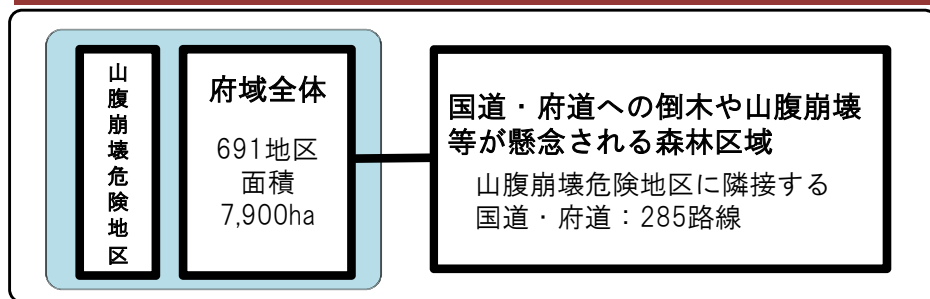 山腹崩壊危険地区
府域全体
691地区
面積
7,900ha
国道・府道への倒木や山腹崩壊
等が懸念される森林区域
山腹崩壊危険地区に隣接する
国道・府道：285路線